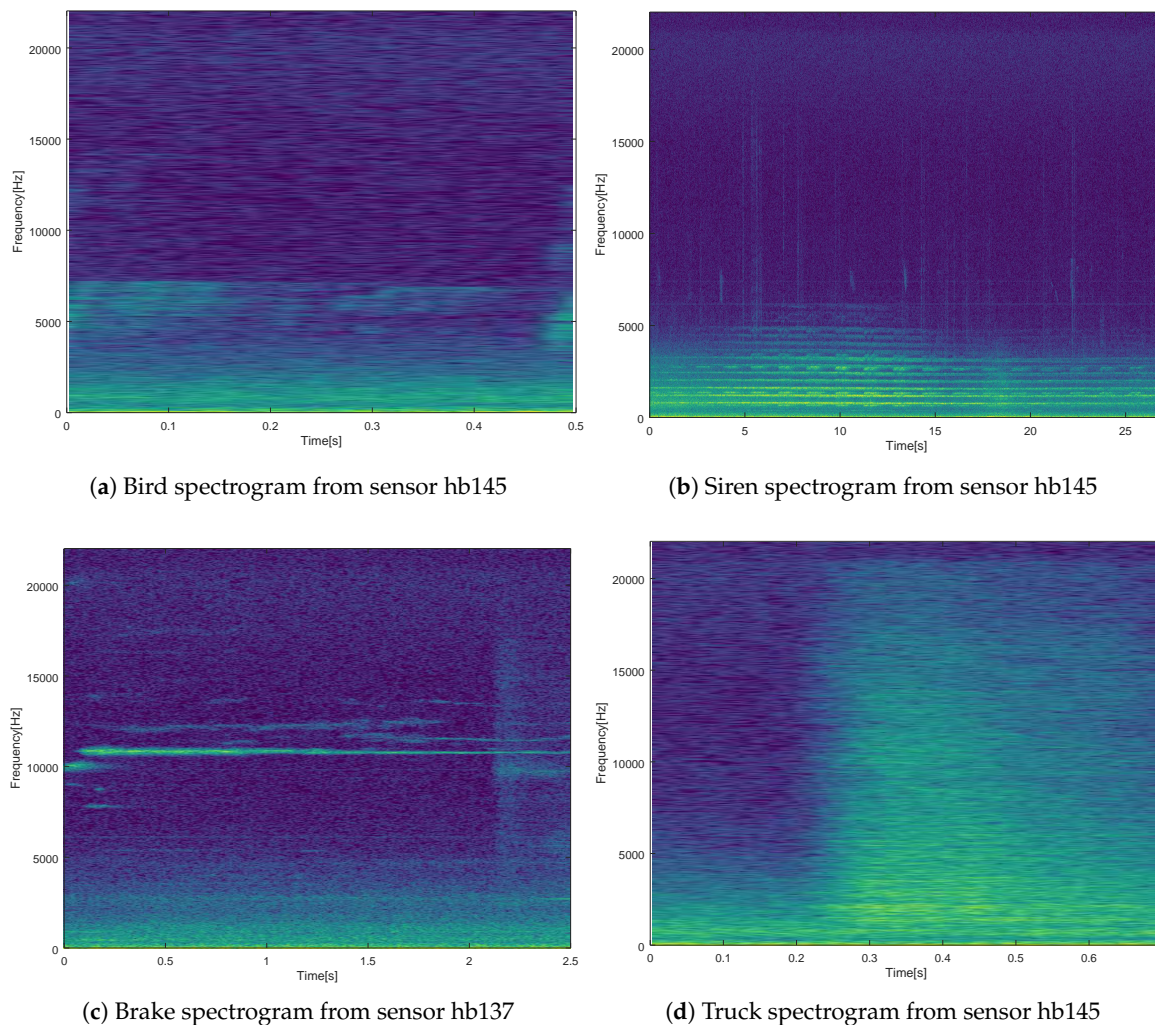 20000
15000
10000
5000
0
Frequency[Hz]
0 0.1 0.2 0.3 0.4 0.5
Time[s]
(a) Bird spectrogram from sensor hb145
20000
15000
10000
5000
0
Frequency[Hz]
0 5 10 15 20 25
Time[s]
(b) Siren spectrogram from sensor hb145
20000
15000
10000
5000
0
Frequency[Hz]
0 0.5 1 1.5 2 2.5
Time[s]
(c) Brake spectrogram from sensor hb137
20000
15000
10000
5000
0
Frequency[Hz]
0 0.1 0.2 0.3 0.4 0.5 0.6
Time[s]
(d) Truck spectrogram from sensor hb145